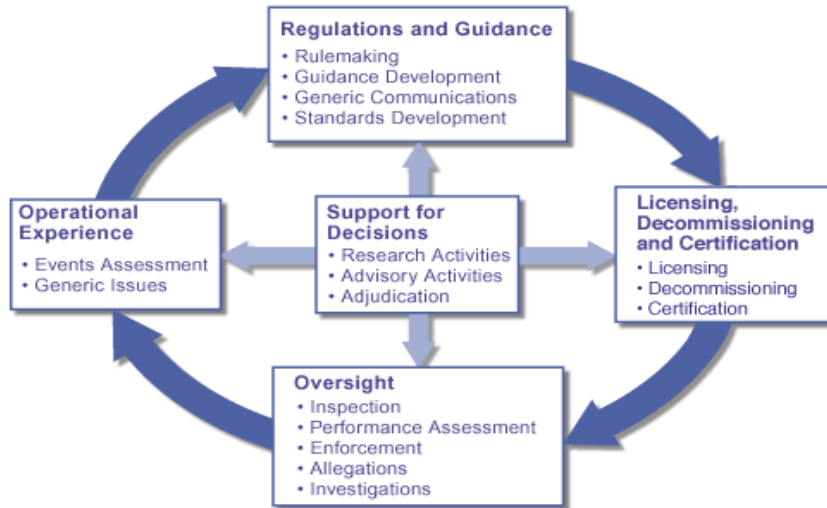 Regulations and Guidance
• Rulemaking
• Guidance Development
• Generic Communications
• Standards Development
Operational
Experience
• Events Assessment
• Generic Issues
Support for
Decisions
• Research Activities
• Advisory Activities
• Adjudication
Licensing,
Decommissioning
and Certification
• Licensing
• Decommissioning
• Certification
Oversight
• Inspection
• Performance Assessment
• Enforcement
• Allegations
• Investigations